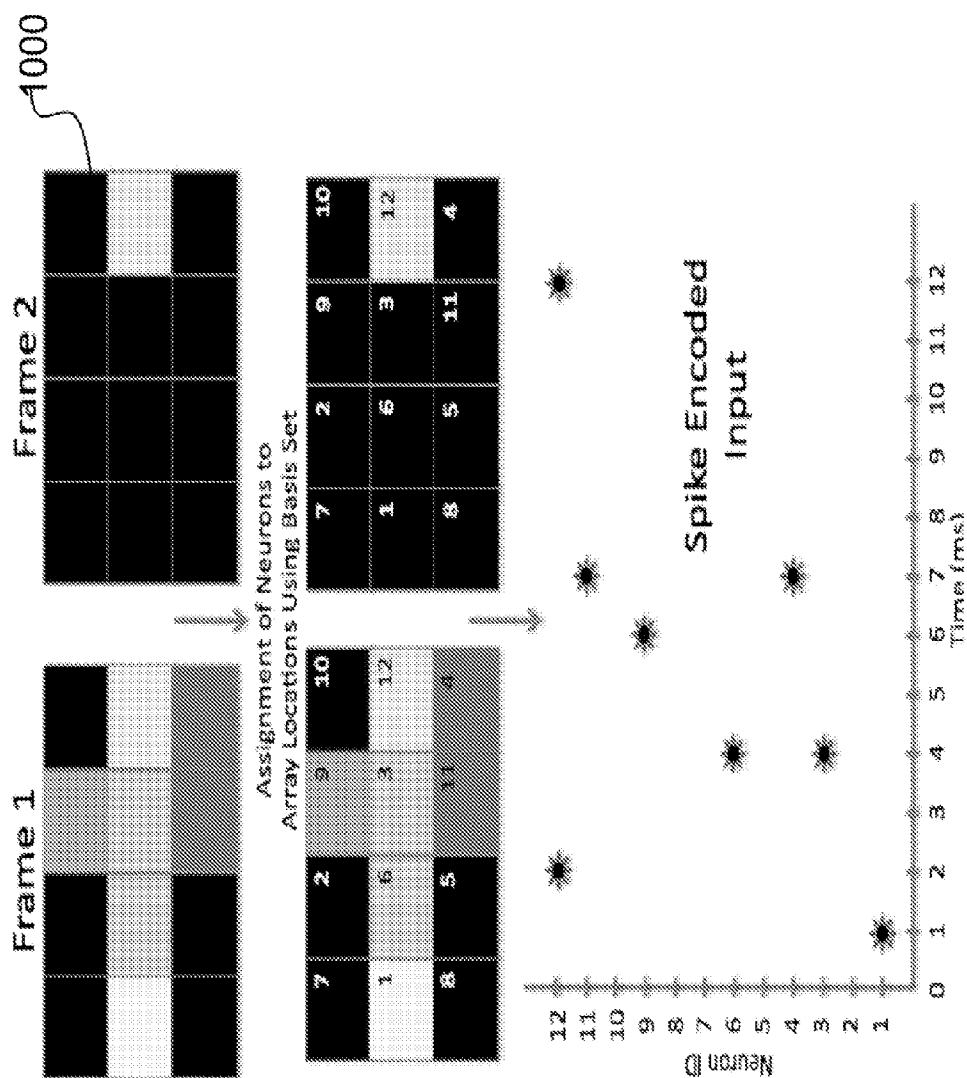 1000
Frame 1
Frame 2
Assignment of Neurons to
Array Locations Using Basis Set
7 2 9 10
1 6 3 12
8 5 11 4
7 2 9 10
1 6 3 12
8 5 11 4
Spike Encoded
Input
Neuron ID
12
11
10
9
8
7
6
5
4
3
2
1
0 1 2 3 4 5 6 7 8 9 10 11 12
Time (ms)